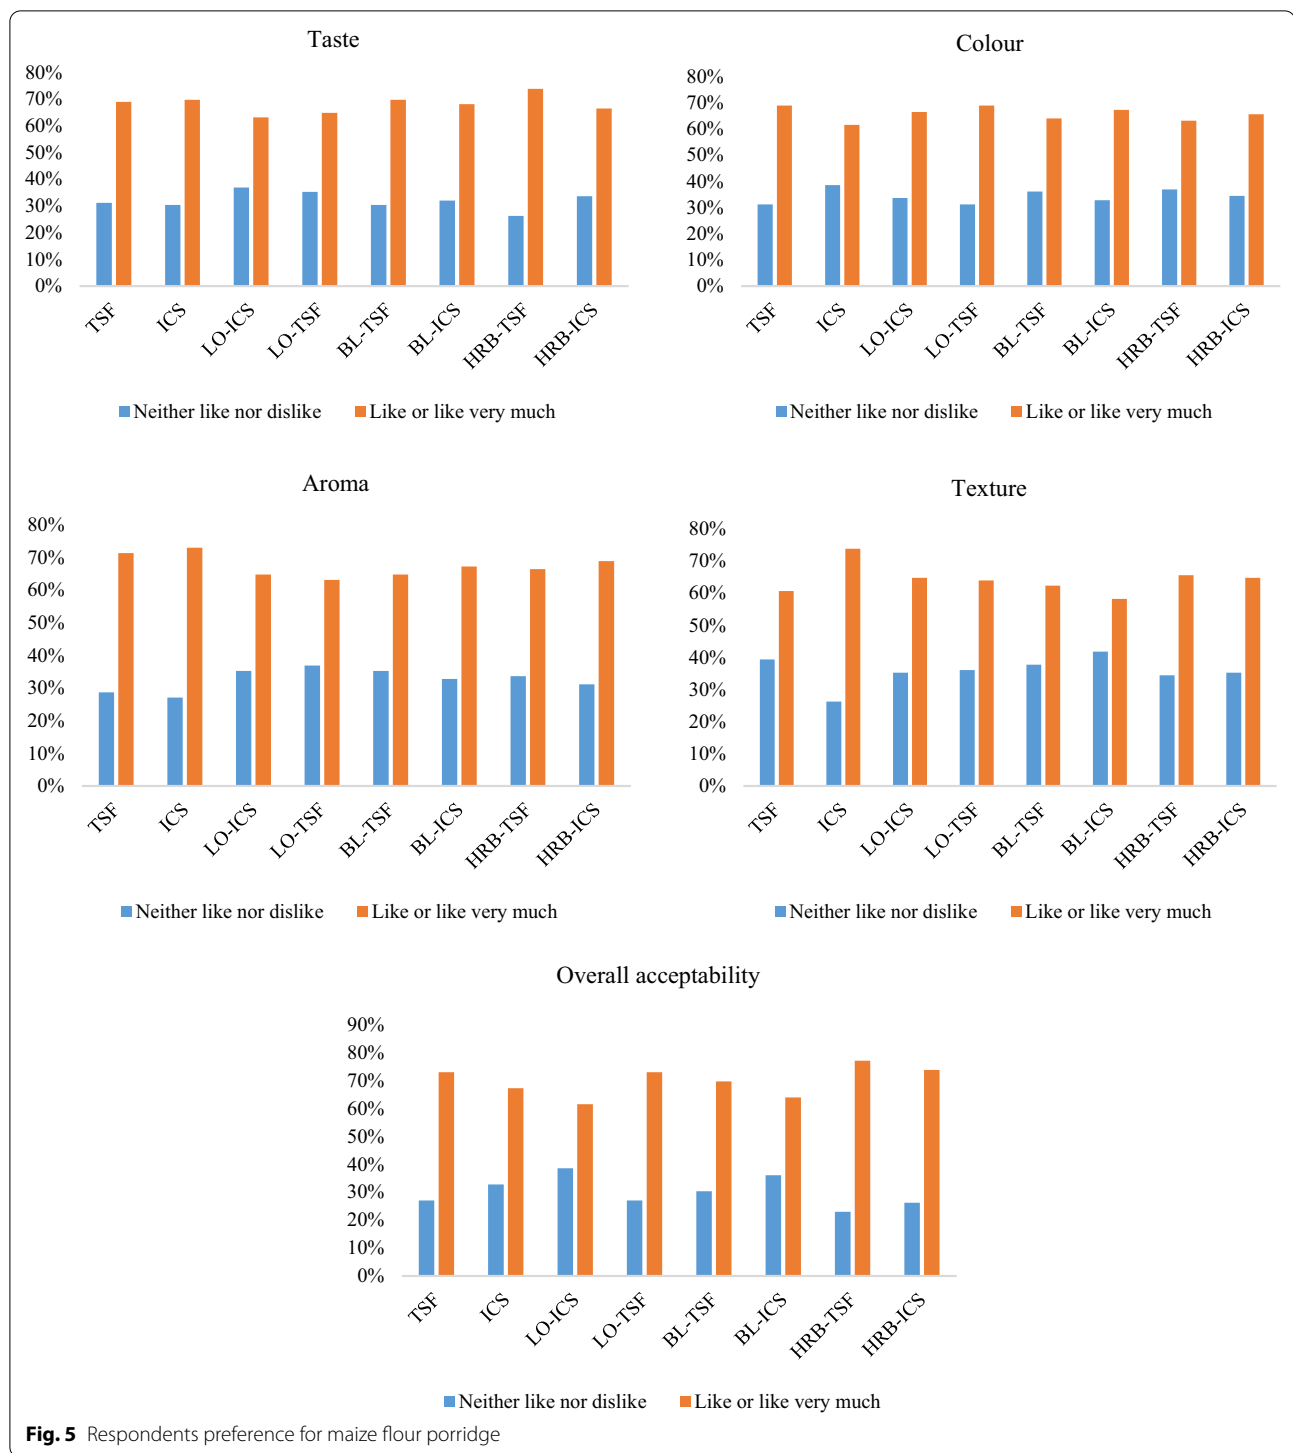 Taste
80%
70%
60%
50%
40%
30%
20%
10%
0%
TSF
ICS
LO-ICS
LO-TSF
BL-TSF
BL-ICS
HRB-TSF
HRB-ICS
Neither like nor dislike
Like or like very much
Colour
80%
70%
60%
50%
40%
30%
20%
10%
0%
TSF
ICS
LO-ICS
LO-TSF
BL-TSF
BL-ICS
HRB-TSF
HRB-ICS
Neither like nor dislike
Like or like very much
Aroma
80%
70%
60%
50%
40%
30%
20%
10%
0%
TSF
ICS
LO-ICS
LO-TSF
BL-TSF
BL-ICS
HRB-TSF
HRB-ICS
Neither like nor dislike
Like or like very much
Texture
80%
70%
60%
50%
40%
30%
20%
10%
0%
TSF
ICS
LO-ICS
LO-TSF
BL-TSF
BL-ICS
HRB-TSF
HRB-ICS
Neither like nor dislike
Like or like very much
Overall acceptability
90%
80%
70%
60%
50%
40%
30%
20%
10%
0%
TSF
ICS
LO-ICS
LO-TSF
BL-TSF
BL-ICS
HRB-TSF
HRB-ICS
Neither like nor dislike
Like or like very much
Fig. 5 Respondents preference for maize flour porridge